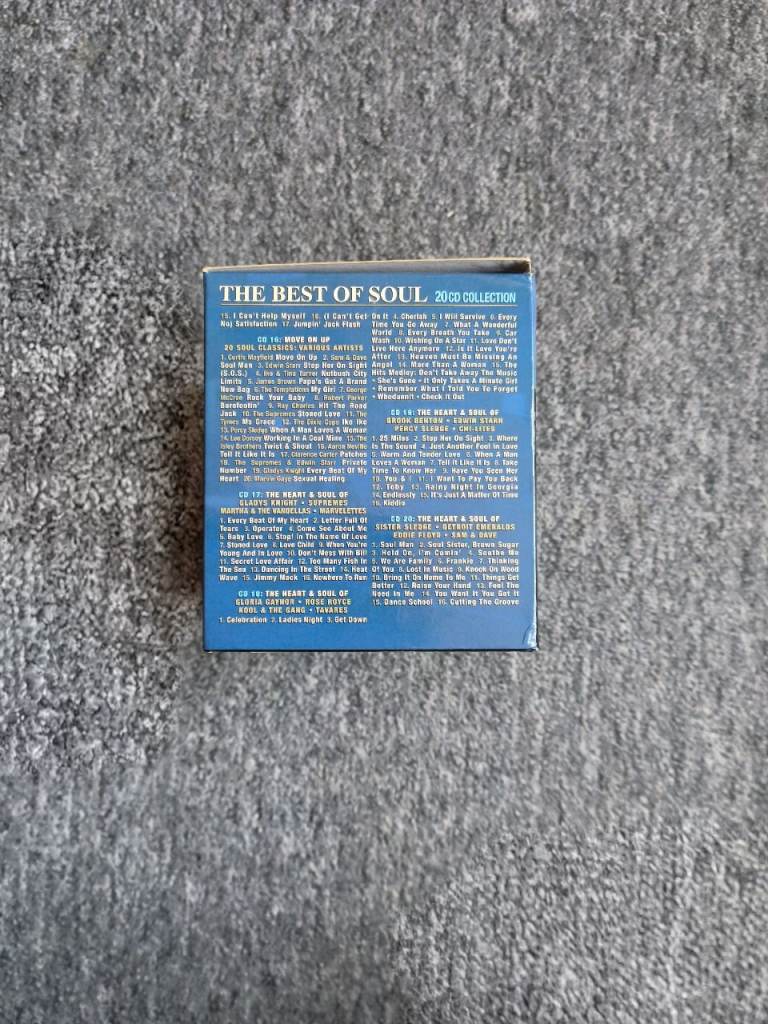 THE BEST OF SOUL 20 CD COLLECTION
15. I Can't Help Myself 16. (I Can't Get
No) Satisfaction 17. Jumpin' Jack Flash
CD 16: MOVE ON UP
20 SOUL CLASSICS: VARIOUS ARTISTS
1. Curtis Mayfield Move On Up 2. Sam & Dave
Soul Man 3. Edwin Starr Stop Her On Sight
(S.O.S.) 4. Ike & Tina Turner Nutbush City
Limits 5. James Brown Papa's Got A Brand
New Bag 6. The Temptations My Girl 7. George
McCrae Rock Your Baby 8. Robert Parker
Barefootin' 9. Ray Charles Hit The Road
Jack 10. The Supremes Stoned Love 11. The
Tymes Ms Grace 12. The Dixie Cups Iko Iko
13. Percy Sledge When A Man Loves A Woman
14. Lee Dorsey Working In A Coal Mine 15. The
Isley Brothers Twist & Shout 16. Aaron Neville
Tell It Like It Is 17. Clarence Carter Patches
18. The Supremes & Edwin Starr Private
Number 19. Gladys Knight Every Beat Of My
Heart 20. Marvin Gaye Sexual Healing
CD 17: THE HEART & SOUL OF
GLADYS KNIGHT • SUPREMES
MARTHA & THE VANDELLAS • MARVELETTES
1. Every Beat Of My Heart 2. Letter Full Of
Tears 3. Operator 4. Come See About Me
5. Baby Love 6. Stop! In The Name Of Love
7. Stoned Love 8. Love Child 9. When You're
Young And In Love 10. Don't Mess With Bill
11. Secret Love Affair 12. Too Many Fish In
The Sea 13. Dancing In The Street 14. Heat
Wave 15. Jimmy Mack 16. Nowhere To Run
CD 18: THE HEART & SOUL OF
GLORIA GAYNOR • ROSE ROYCE
KOOL & THE GANG • TAVARES
1. Celebration 2. Ladies Night 3. Get Down
On It 4. Cherish 5. I Will Survive 6. Every
Time You Go Away 7. What A Wonderful
World 8. Every Breath You Take 9. Car
Wash 10. Wishing On A Star 11. Love Don't
Live Here Anymore 12. Is It Love You're
After 13. Heaven Must Be Missing An
Angel 14. More Than A Woman 15. The
Hits Medley: Don't Take Away The Music
• She's Gone • It Only Takes A Minute Girl
• Remember What I Told You To Forget
• Whodunnit • Check It Out
CD 19: THE HEART & SOUL OF
BROOK BENTON • EDWIN STARR
PERCY SLEDGE • CHI-LITES
1. 25 Miles 2. Stop Her On Sight 3. Where
Is The Sound 4. Just Another Fool In Love
5. Warm And Tender Love 6. When A Man
Loves A Woman 7. Tell It Like It Is 8. Take
Time To Know Her 9. Have You Seen Her
10. You & I 11. I Want To Pay You Back
12. Toby 13. Rainy Night In Georgia
14. Endlessly 15. It's Just A Matter Of Time
16. Kiddio
CD 20: THE HEART & SOUL OF
SISTER SLEDGE • DETROIT EMERALDS
EDDIE FLOYD • SAM & DAVE
1. Soul Man 2. Soul Sister, Brown Sugar
3. Hold On, I'm Comin' 4. Soothe Me
5. We Are Family 6. Frankie 7. Thinking
Of You 8. Lost In Music 9. Knock On Wood
10. Bring It On Home To Me 11. Things Get
Better 12. Raise Your Hand 13. Feel The
Need In Me 14. You Want It You Got It
15. Dance School 16. Cutting The Groove